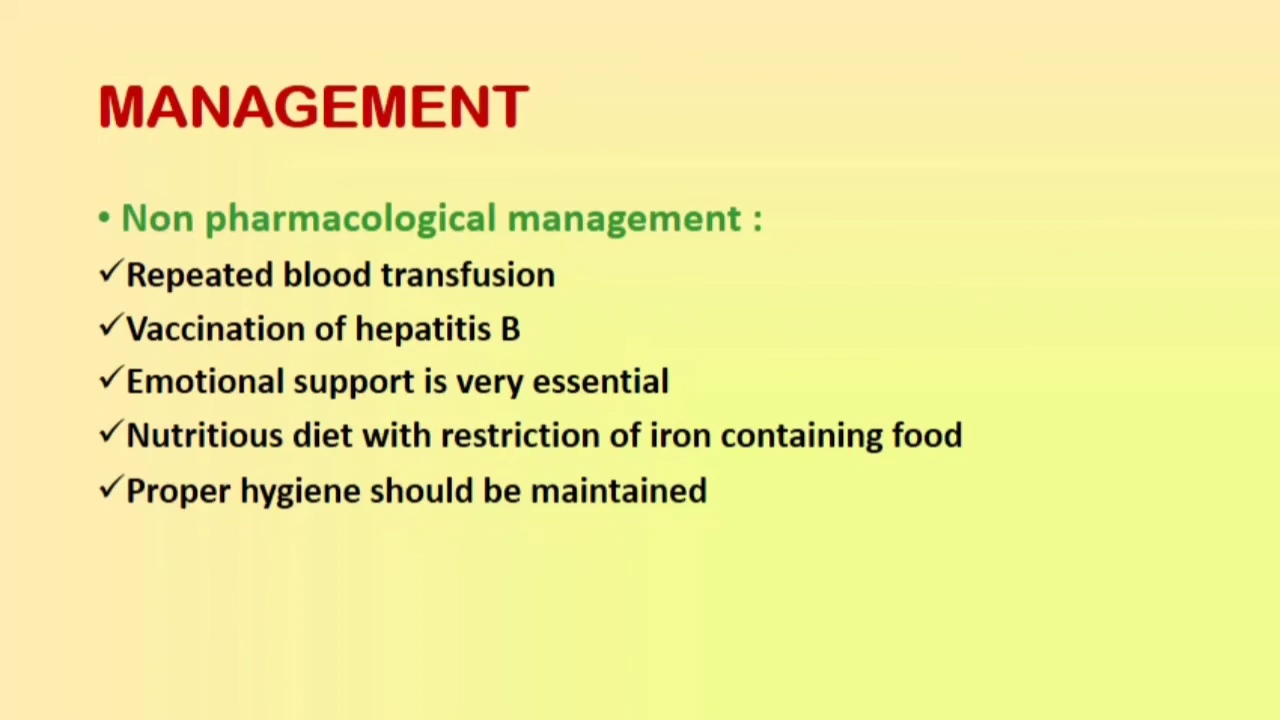 MANAGEMENT
• Non pharmacological management :
✓Repeated blood transfusion
✓Vaccination of hepatitis B
✓Emotional support is very essential
✓Nutritious diet with restriction of iron containing food
✓Proper hygiene should be maintained